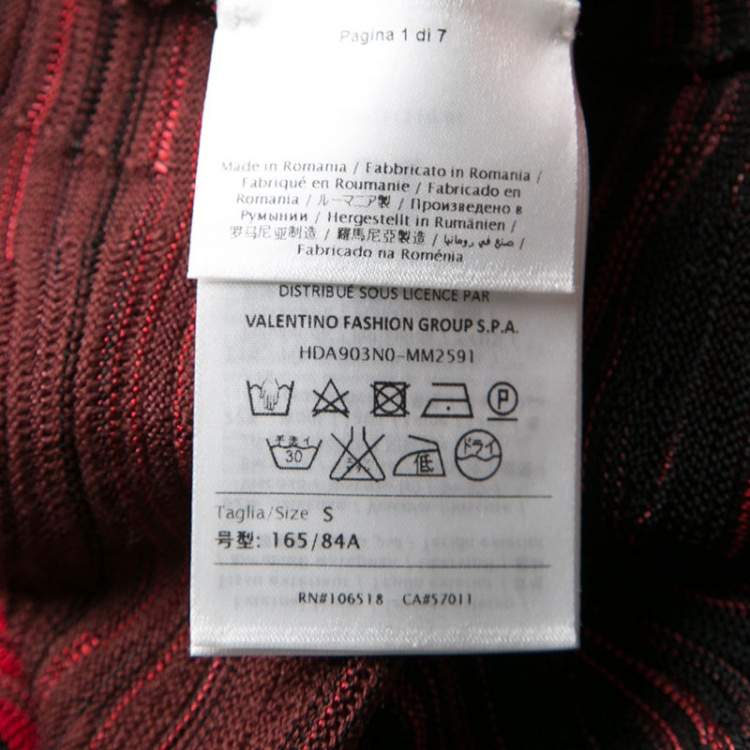 Pagina 1 di 7
Made in Romania / Fabbricato in Romania /
Fabriqué en Roumanie / Fabricado en
Romania / ルーマニア製 / Произведено в
Румынии / Hergestellt in Rumänien /
罗马尼亚制造 / 羅馬尼亞製造 / صنع في رومانيا /
Fabricado na Roménia
DISTRIBUÉ SOUS LICENCE PAR
VALENTINO FASHION GROUP S.P.A.
HDA903N0-MM2591
P
手洗イ
30
低
ドライ
Taglia/Size S
号型: 165/84A
RN#106518 CA#57011